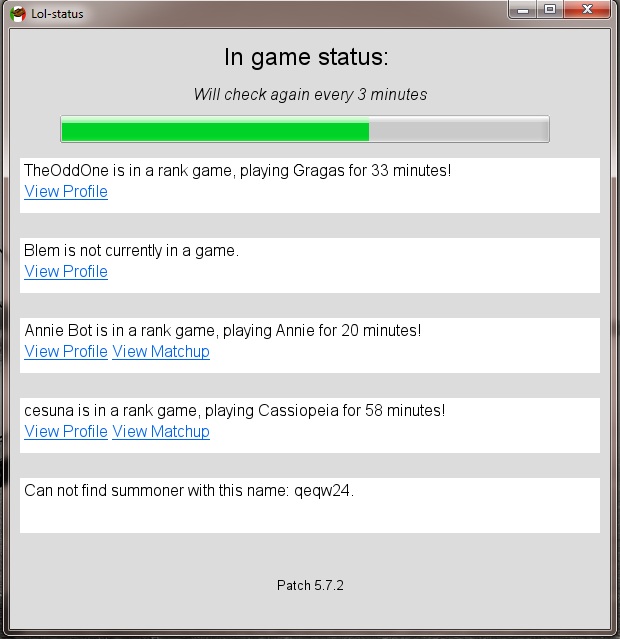 Lol-status
In game status:
Will check again every 3 minutes
TheOddOne is in a rank game, playing Gragas for 33 minutes!
View Profile
Blem is not currently in a game.
View Profile
Annie Bot is in a rank game, playing Annie for 20 minutes!
View Profile View Matchup
cesuna is in a rank game, playing Cassiopeia for 58 minutes!
View Profile View Matchup
Can not find summoner with this name: qeqw24.
Patch 5.7.2